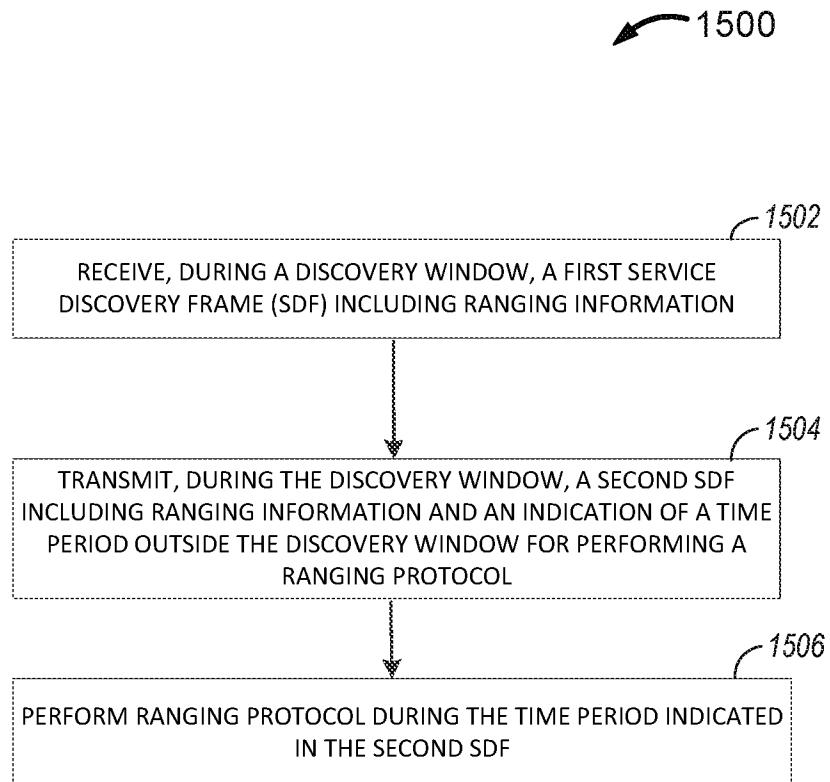 1500
1502
RECEIVE, DURING A DISCOVERY WINDOW, A FIRST SERVICE
DISCOVERY FRAME (SDF) INCLUDING RANGING INFORMATION
1504
TRANSMIT, DURING THE DISCOVERY WINDOW, A SECOND SDF
INCLUDING RANGING INFORMATION AND AN INDICATION OF A TIME
PERIOD OUTSIDE THE DISCOVERY WINDOW FOR PERFORMING A
RANGING PROTOCOL
1506
PERFORM RANGING PROTOCOL DURING THE TIME PERIOD INDICATED
IN THE SECOND SDF